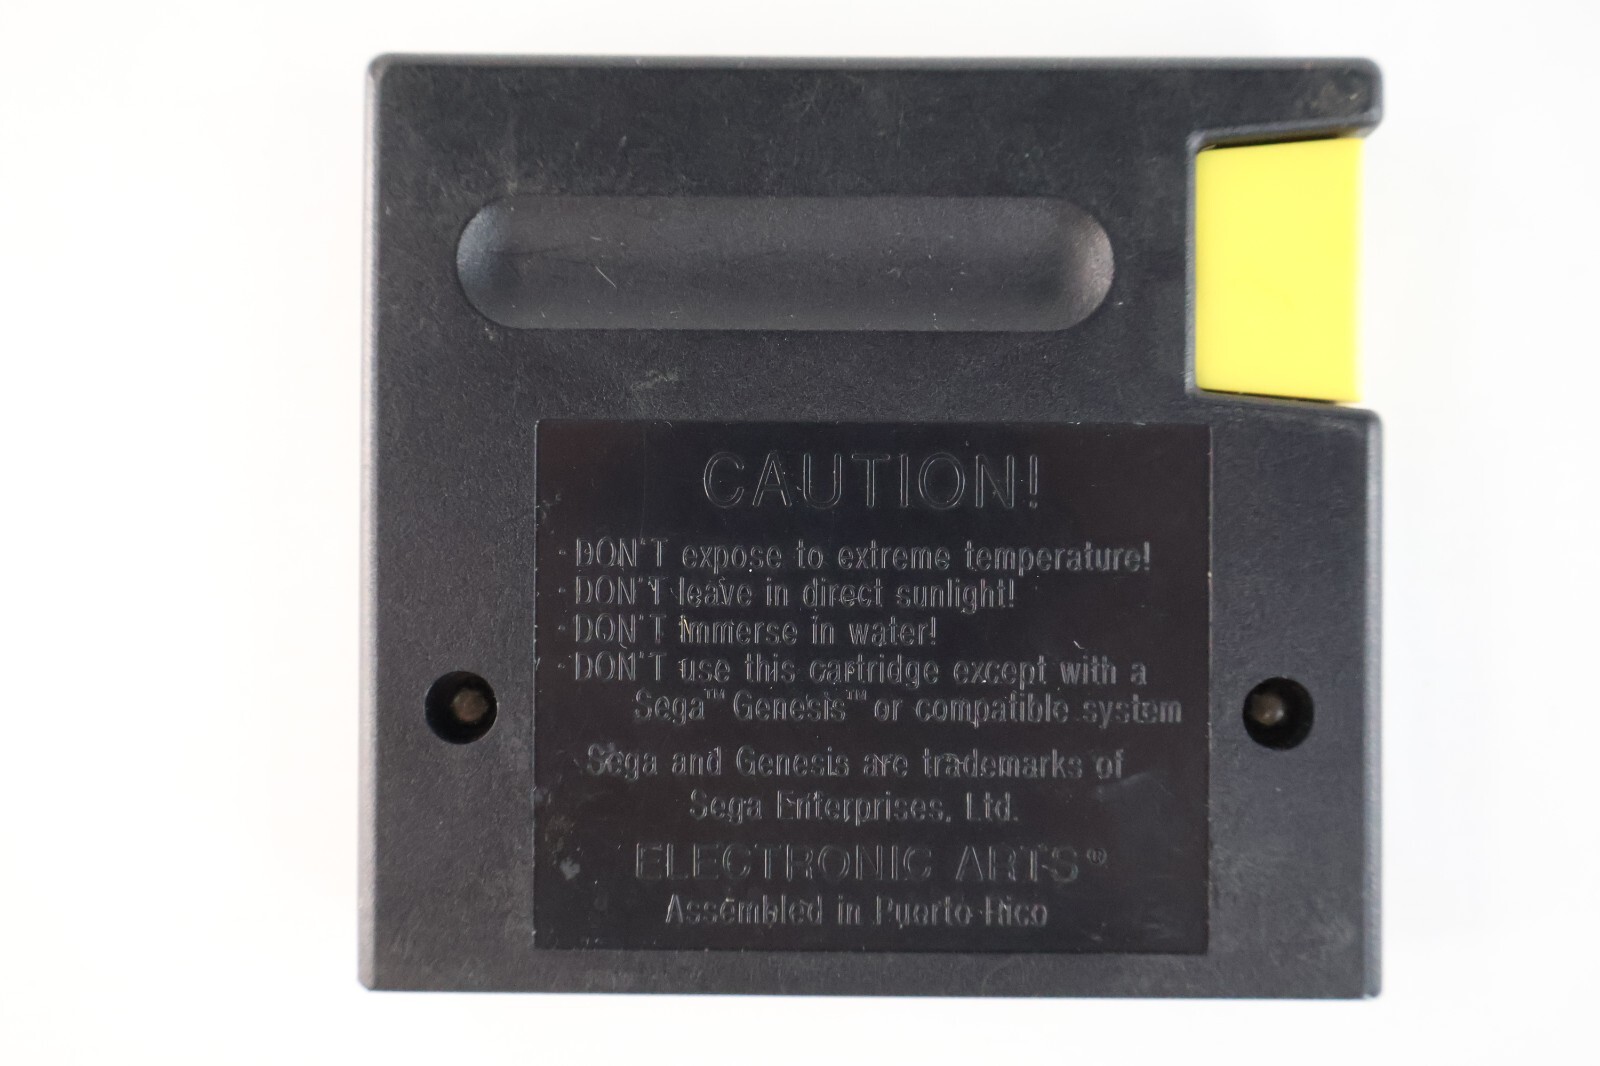 CAUTION!
·DON'T expose to extreme temperature!
·DON'T leave in direct sunlight!
·DON'T immerse in water!
·DON'T use this cartridge except with a
Sega™ Genesis™ or compatible system
Sega and Genesis are trademarks of
Sega Enterprises, Ltd.
ELECTRONIC ARTS®
Assembled in Puerto Rico